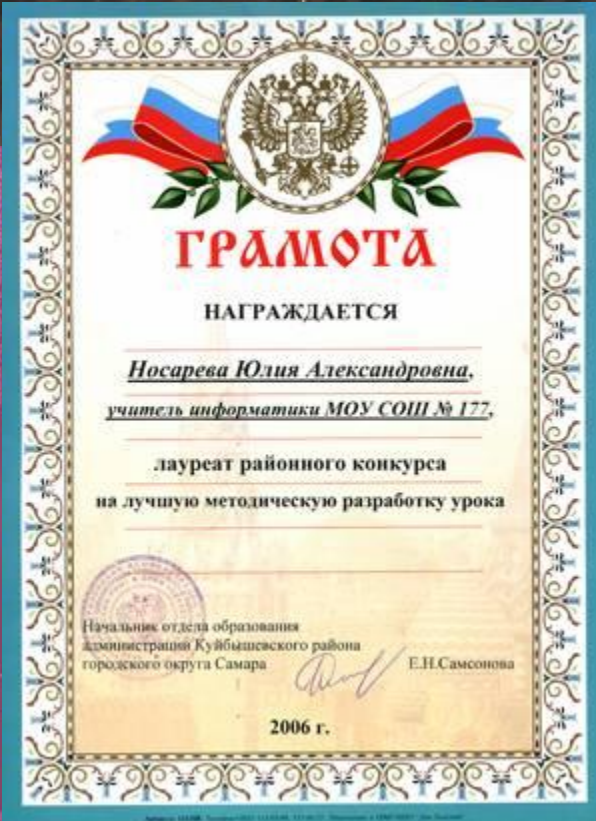 ГРАМОТА
НАГРАЖДАЕТСЯ
Носарева Юлия Александровна,
учитель информатики МОУ СОШ № 177,
лауреат районного конкурса
на лучшую методическую разработку урока
Начальник отдела образования
администрации Куйбышевского района
городского округа Самара
Е.Н.Самсонова
2006 г.